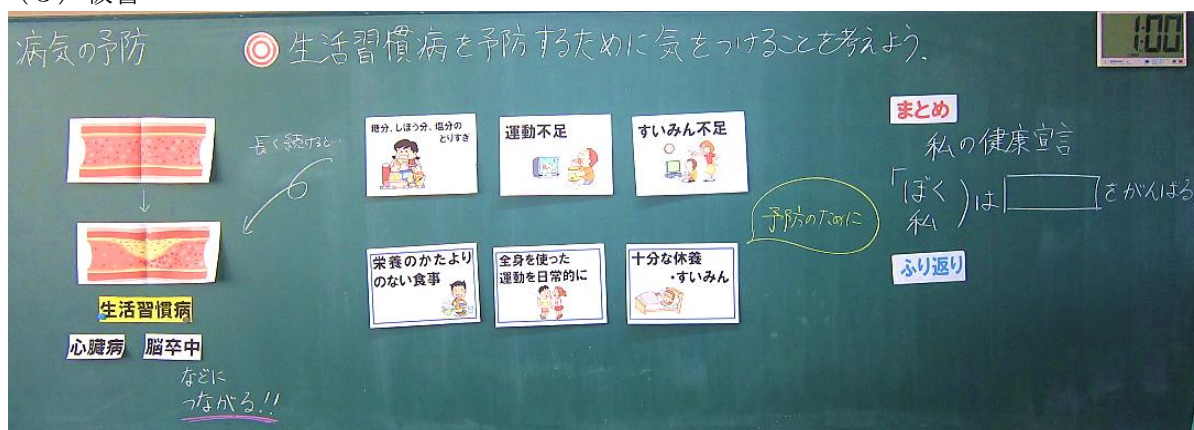 病気の予防
生活習慣病を予防するために気をつけることを考えよう。
1:00
長く続けると…
生活習慣病
心臓病 脳卒中
などに
つながる!!
糖分、しほう分、塩分の
とりすぎ
運動不足
すいみん不足
栄養のかたより
のない食事
全身を使った
運動を日常的に
十分な休養
・すいみん
予防のために
まとめ
私の健康宣言
「ぼく
私 )は をがんばる
ふり返り